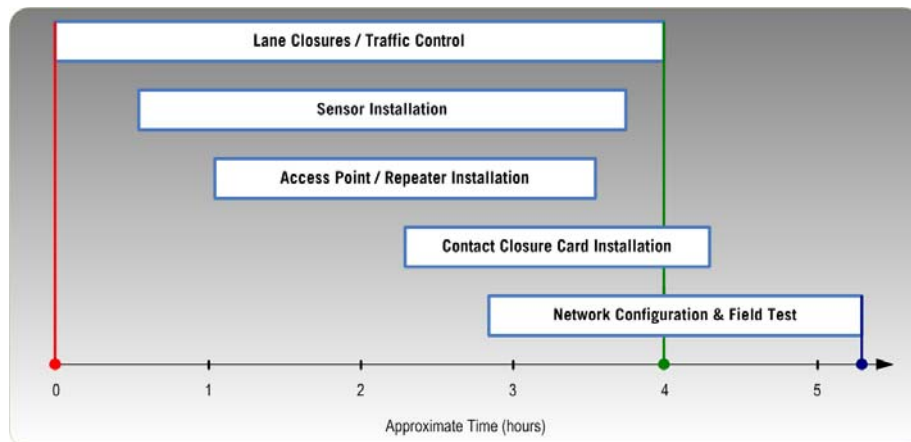 Lane Closures / Traffic Control
Sensor Installation
Access Point / Repeater Installation
Contact Closure Card Installation
Network Configuration & Field Test
0 1 2 3 4 5
Approximate Time (hours)